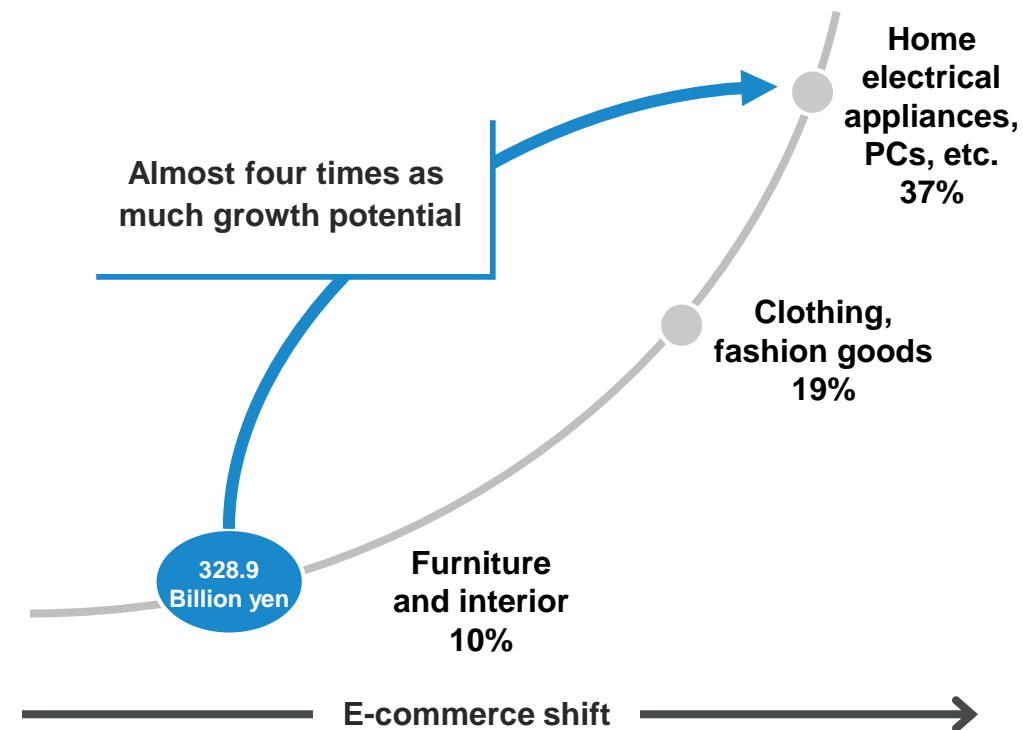 Home
electrical
appliances,
PCs, etc.
37%
Almost four times as
much growth potential
Clothing,
fashion goods
19%
328.9
Billion yen
Furniture
and interior
10%
E-commerce shift